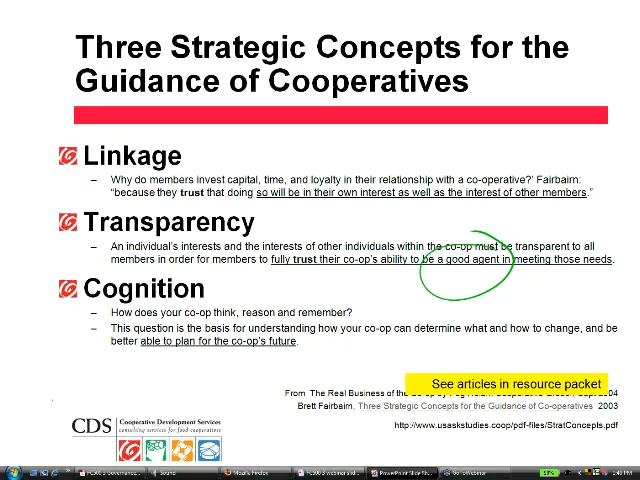 Three Strategic Concepts for the
Guidance of Cooperatives
Linkage
– Why do members invest capital, time, and loyalty in their relationship with a co-operative?' Fairbairn:
"because they trust that doing so will be in their own interest as well as the interest of other members."
Transparency
– An individual's interests and the interests of other individuals within the co-op must be transparent to all
members in order for members to fully trust their co-op's ability to be a good agent in meeting those needs.
Cognition
– How does your co-op think, reason and remember?
– This question is the basis for understanding how your co-op can determine what and how to change, and be
better able to plan for the co-op's future.
See articles in resource packet
From The Real Business of the
Brett Fairbairn, Three Strategic Concepts for the Guidance of Co-operatives 2003
http://www.usaskstudies.coop/pdf-files/StratConcepts.pdf
CDS Cooperative Development Services
consulting services for food cooperatives
Sound
Mozilla Firefox
PowerPoint Slide Sh...
GoToWebinar